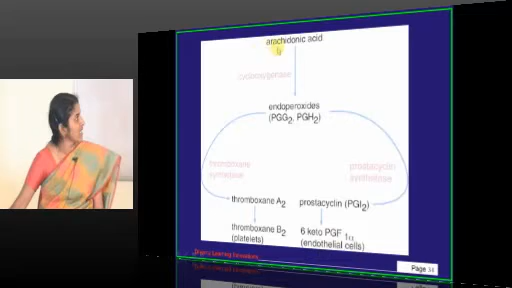 arachidonic acid
cyclooxygenase
endoperoxides
(PGG2, PGH2)
thromboxane
synthetase
prostacyclin
synthetase
thromboxane A2
prostacyclin (PGI2)
thromboxane B2
(platelets)
6 keto PGF 1α
(endothelial cells)
Page